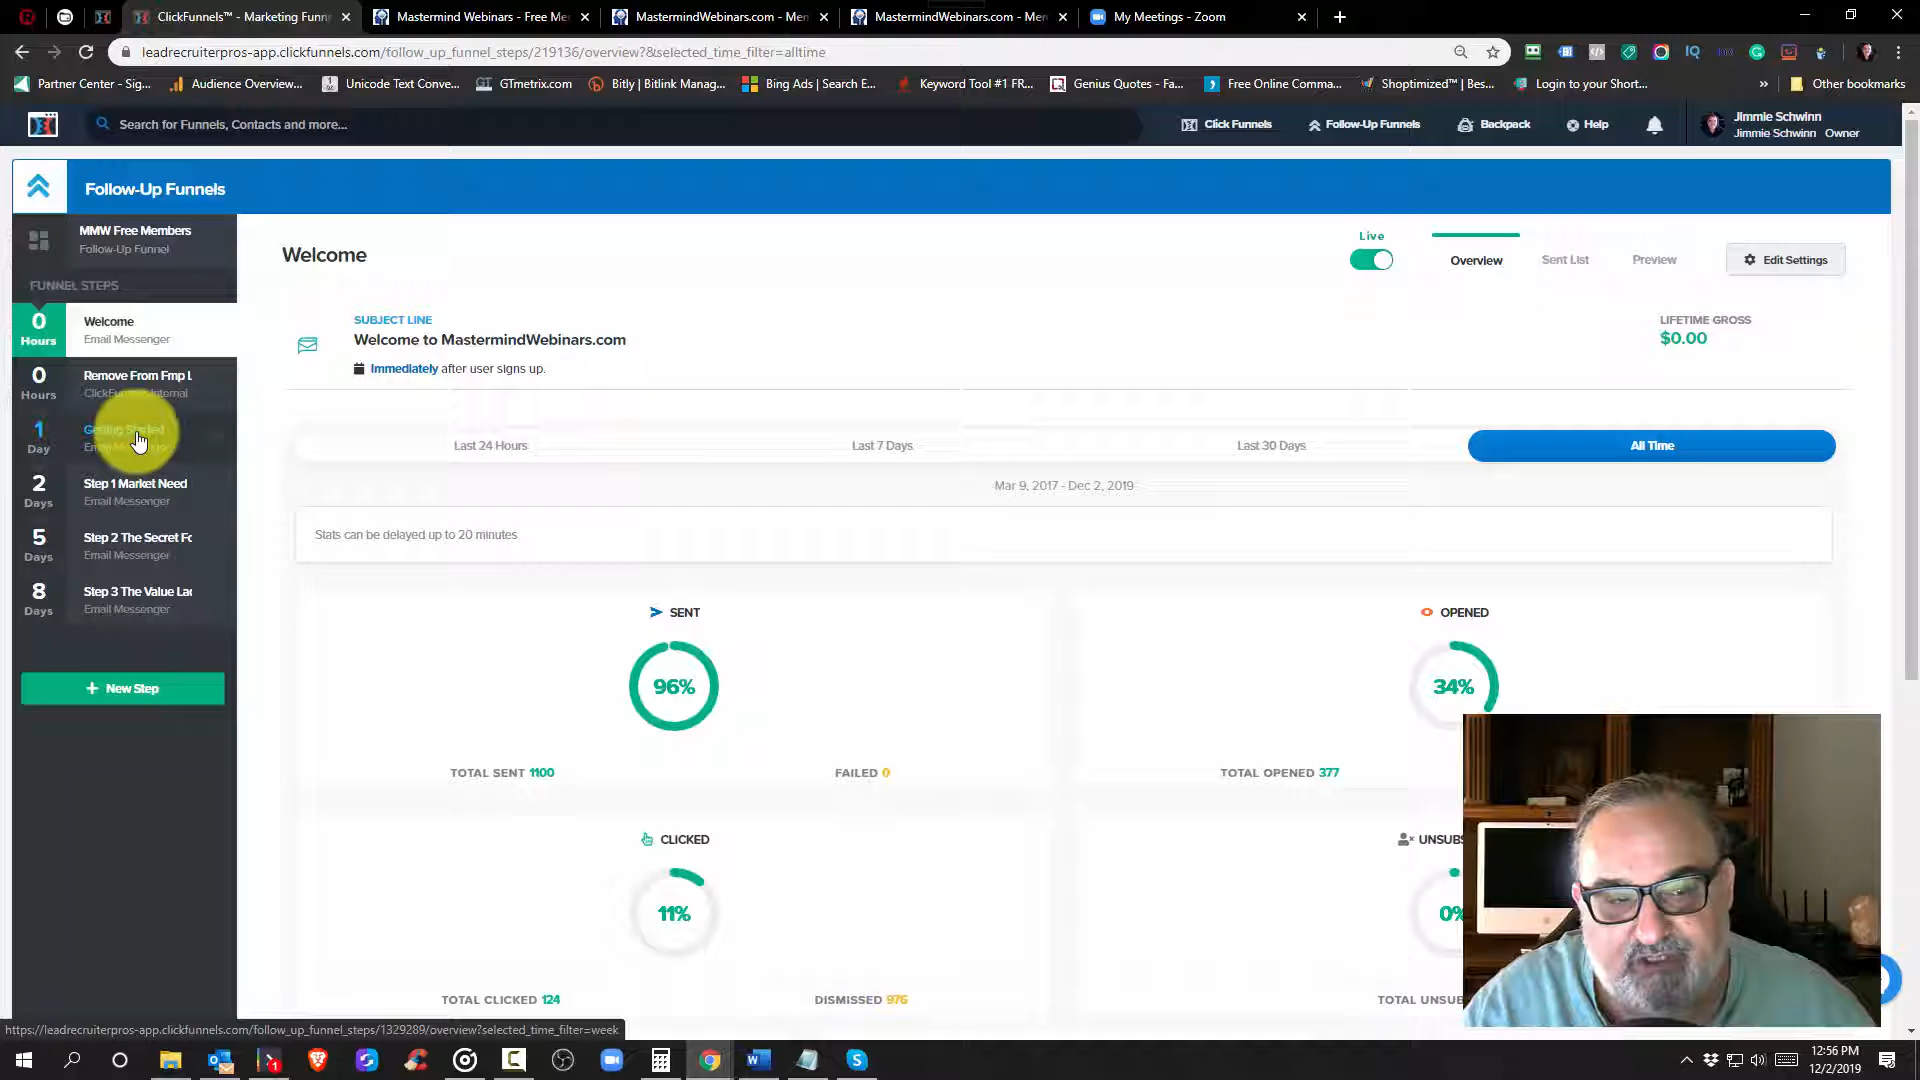 ClickFunnels™ - Marketing Funn
Mastermind Webinars - Free Me
MastermindWebinars.com - Men
MastermindWebinars.com - Men
My Meetings - Zoom
leadrecruiterpros-app.clickfunnels.com/follow_up_funnel_steps/219136/overview?&selected_time_filter=alltime
Partner Center - Sig...
Audience Overview...
Unicode Text Conve...
GTmetrix.com
Bitly | Bitlink Manag...
Bing Ads | Search E...
Keyword Tool #1 FR...
Genius Quotes - Fa...
Free Online Comma...
Shoptimized™ | Bes...
Login to your Short...
»
Other bookmarks
Search for Funnels, Contacts and more...
Click Funnels
Follow-Up Funnels
Backpack
Help
Jimmie Schwinn
Jimmie Schwinn Owner
Follow-Up Funnels
MMW Free Members
Follow-Up Funnel
FUNNEL STEPS
0 Hours
Welcome
Email Messenger
0 Hours
Remove From Fmp L
1 Day
2 Days
Step 1 Market Need
Email Messenger
5 Days
Step 2 The Secret Fo
Email Messenger
8 Days
Step 3 The Value Lac
Email Messenger
+ New Step
Welcome
Live
Overview
Sent List
Preview
Edit Settings
SUBJECT LINE
Welcome to MastermindWebinars.com
Immediately after user signs up.
LIFETIME GROSS
$0.00
Last 24 Hours
Last 7 Days
Last 30 Days
All Time
Mar 9, 2017 - Dec 2, 2019
Stats can be delayed up to 20 minutes
SENT
96%
TOTAL SENT 1100
FAILED 0
OPENED
34%
TOTAL OPENED 377
CLICKED
11%
TOTAL CLICKED 124
DISMISSED 976
UNSUBS
0%
TOTAL UNSU
https://leadrecruiterpros-app.clickfunnels.com/follow_up_funnel_steps/1329289/overview?selected_time_filter=week
12:56 PM
12/2/2019